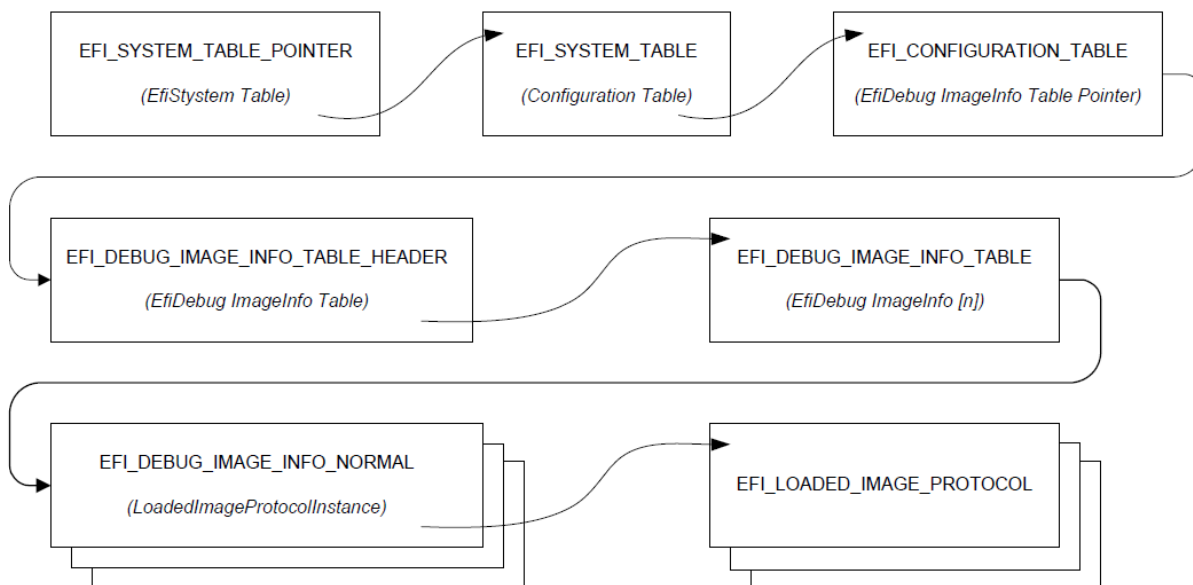 EFI_SYSTEM_TABLE_POINTER
(EfiStystem Table)
EFI_SYSTEM_TABLE
(Configuration Table)
EFI_CONFIGURATION_TABLE
(EfiDebug ImageInfo Table Pointer)
EFI_DEBUG_IMAGE_INFO_TABLE_HEADER
(EfiDebug ImageInfo Table)
EFI_DEBUG_IMAGE_INFO_TABLE
(EfiDebug ImageInfo [n])
EFI_DEBUG_IMAGE_INFO_NORMAL
(LoadedImageProtocolInstance)
EFI_LOADED_IMAGE_PROTOCOL